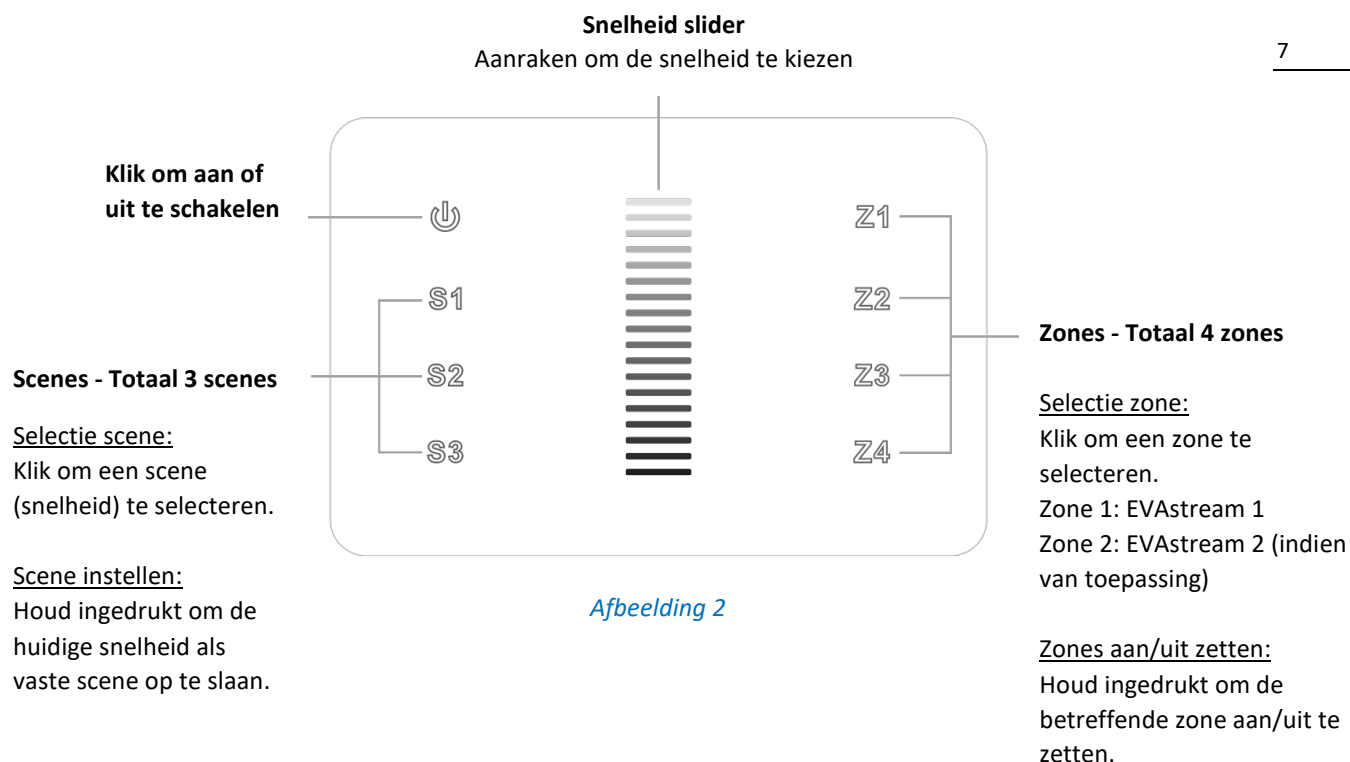 Snelheid slider
Aanraken om de snelheid te kiezen
7
Klik om aan of
uit te schakelen
S1
S2
S3
Scenes - Totaal 3 scenes
Selectie scene:
Klik om een scene
(snelheid) te selecteren.
Scene instellen:
Houd ingedrukt om de
huidige snelheid als
vaste scene op te slaan.
Z1
Z2
Z3
Z4
Zones - Totaal 4 zones
Selectie zone:
Klik om een zone te
selecteren.
Zone 1: EVAstream 1
Zone 2: EVAstream 2 (indien
van toepassing)
Zones aan/uit zetten:
Houd ingedrukt om de
betreffende zone aan/uit te
zetten.
Afbeelding 2